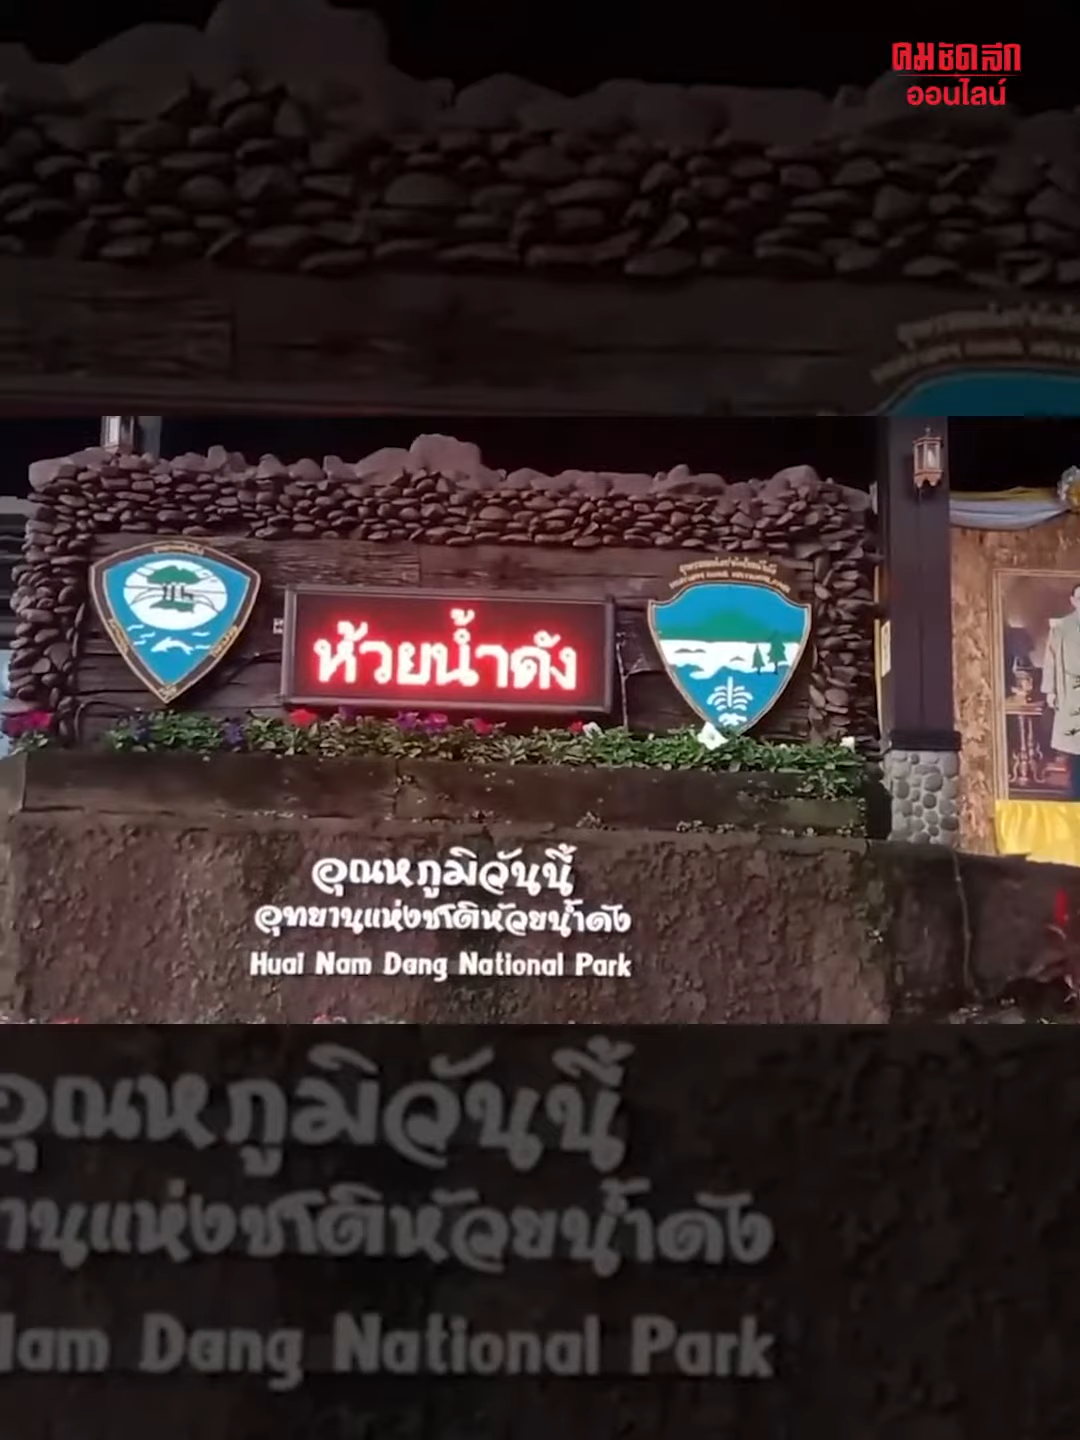 คมชัดลึก
ออนไลน์
ห้วยน้ำดัง
อุณหภูมิวันนี้
อุทยานแห่งชาติห้วยน้ำดัง
Huai Nam Dang National Park
อุณหภูมิวันนี้
านแห่งชาติห้วยน้ำดัง
Nam Dang National Park